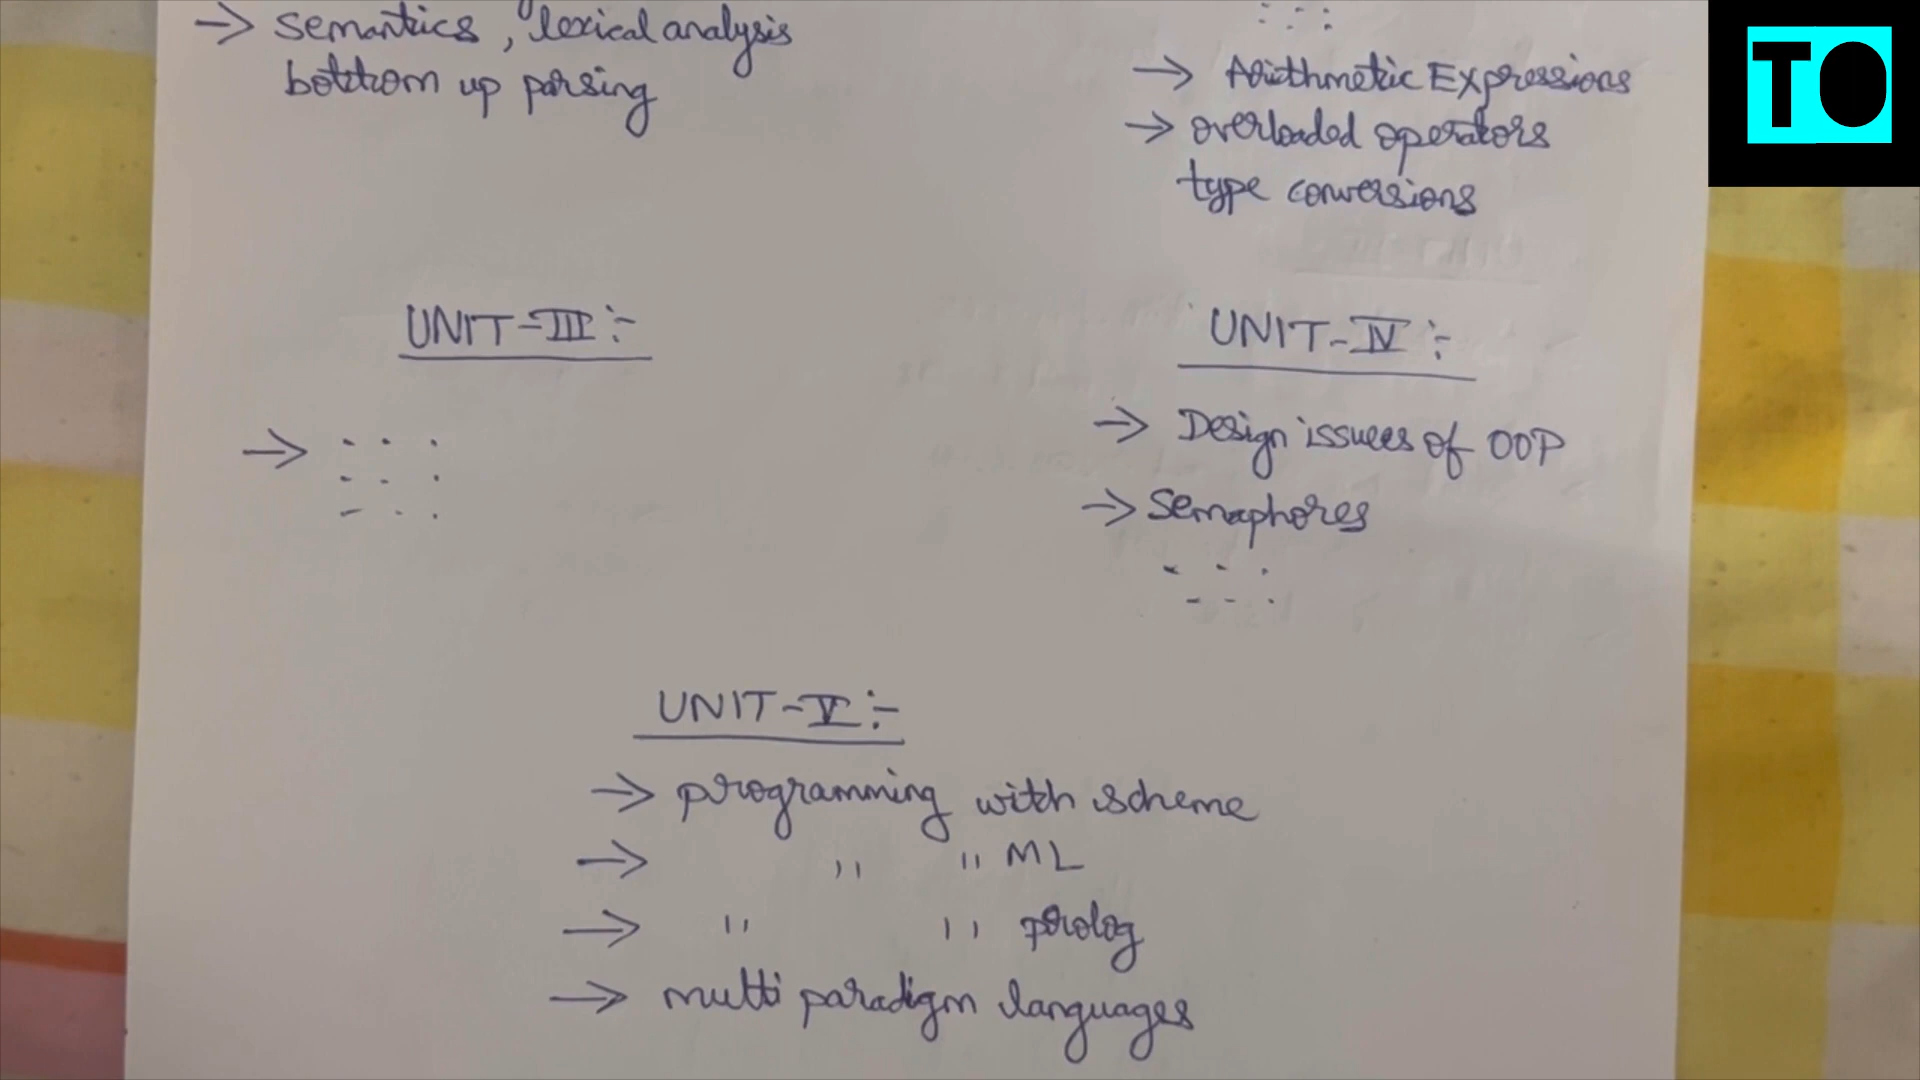 → semantics, lexical analysis
bottom up parsing
→ Arithmetic Expressions
→ overloaded operators
type conversions
TO
UNIT-III :-
→ . . .
UNIT-IV :-
→ Design issues of OOP
→ Semaphores
UNIT-V :-
→ programming with scheme
→ " " ML
→ " " prolog
→ multi paradigm languages